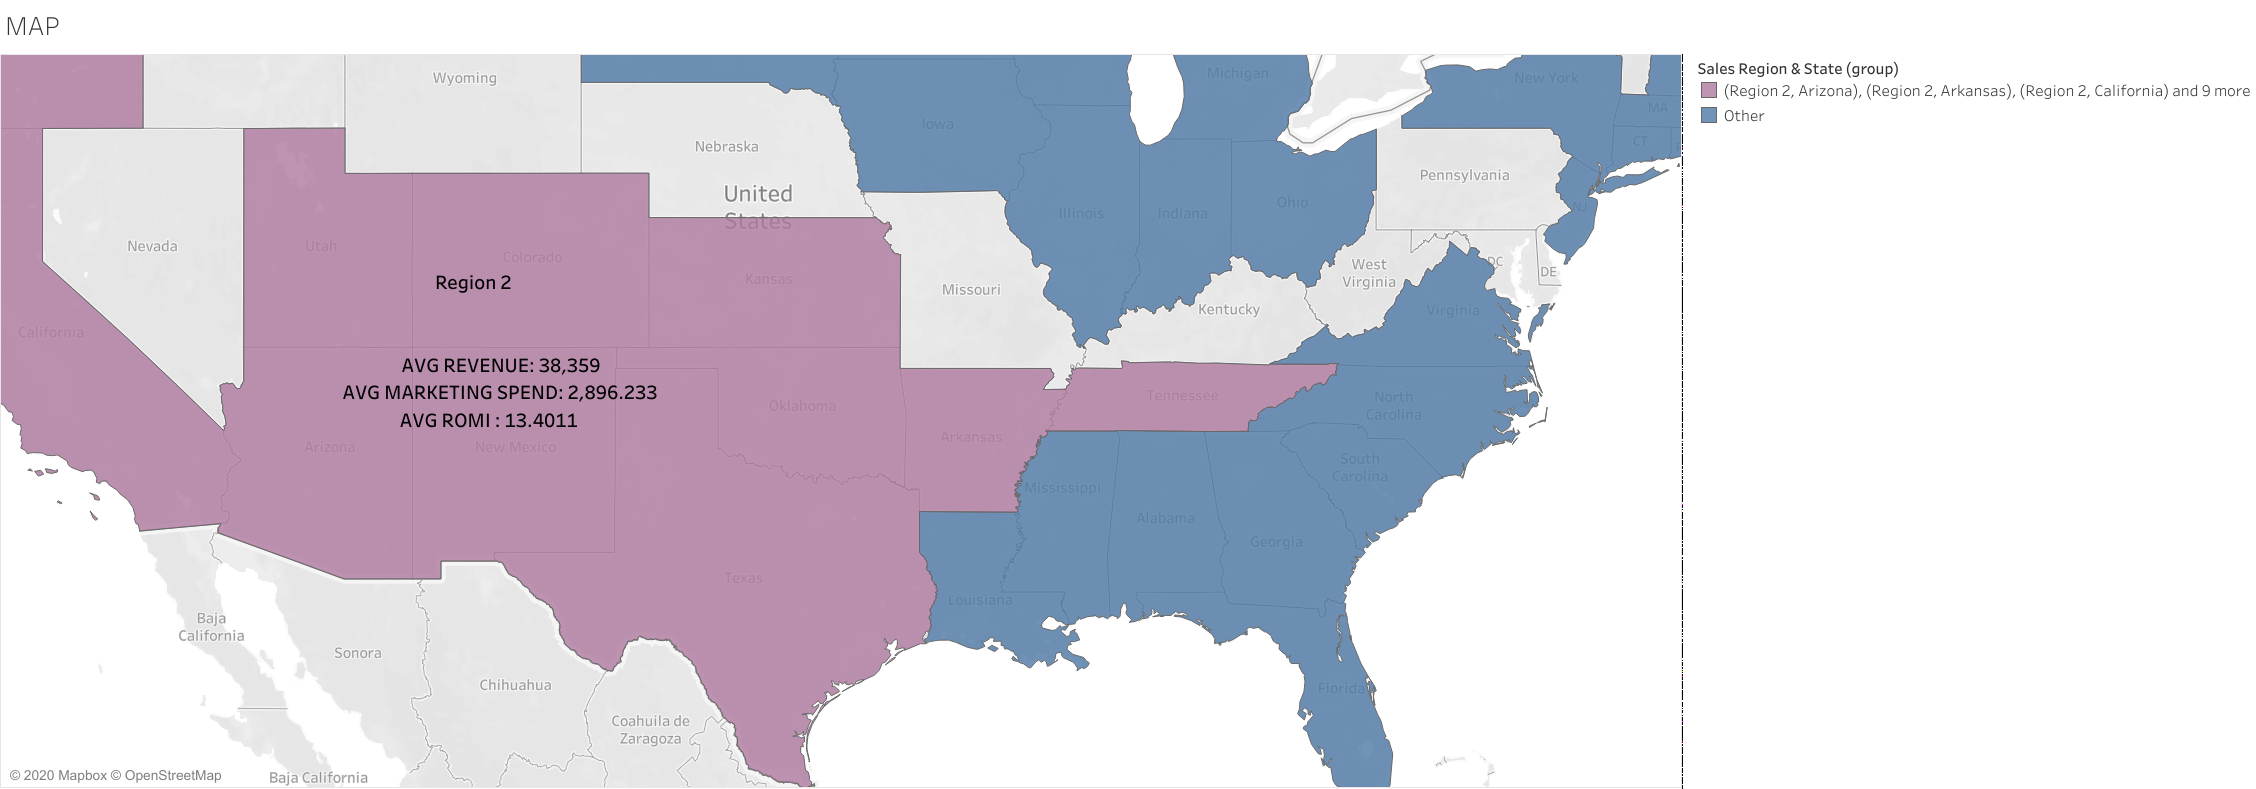 MAP
Sales Region & State (group)
(Region 2, Arizona), (Region 2, Arkansas), (Region 2, California) and 9 more
Other
Wyoming
Michigan
New York
MA
Iowa
CT
Nebraska
Pennsylvania
United
States
Illinois
Indiana
Ohio
NJ
Nevada
Utah
Colorado
Kansas
West
Virginia
DC
DE
Region 2
Missouri
Kentucky
Virginia
California
AVG REVENUE: 38,359
AVG MARKETING SPEND: 2,896.233
AVG ROMI : 13.4011
Oklahoma
Tennessee
North
Carolina
Arizona
New Mexico
Arkansas
South
Carolina
Mississippi
Alabama
Georgia
Texas
Louisiana
Baja
California
Sonora
Chihuahua
Florida
Coahuila de
Zaragoza
© 2020 Mapbox © OpenStreetMap
Baja California